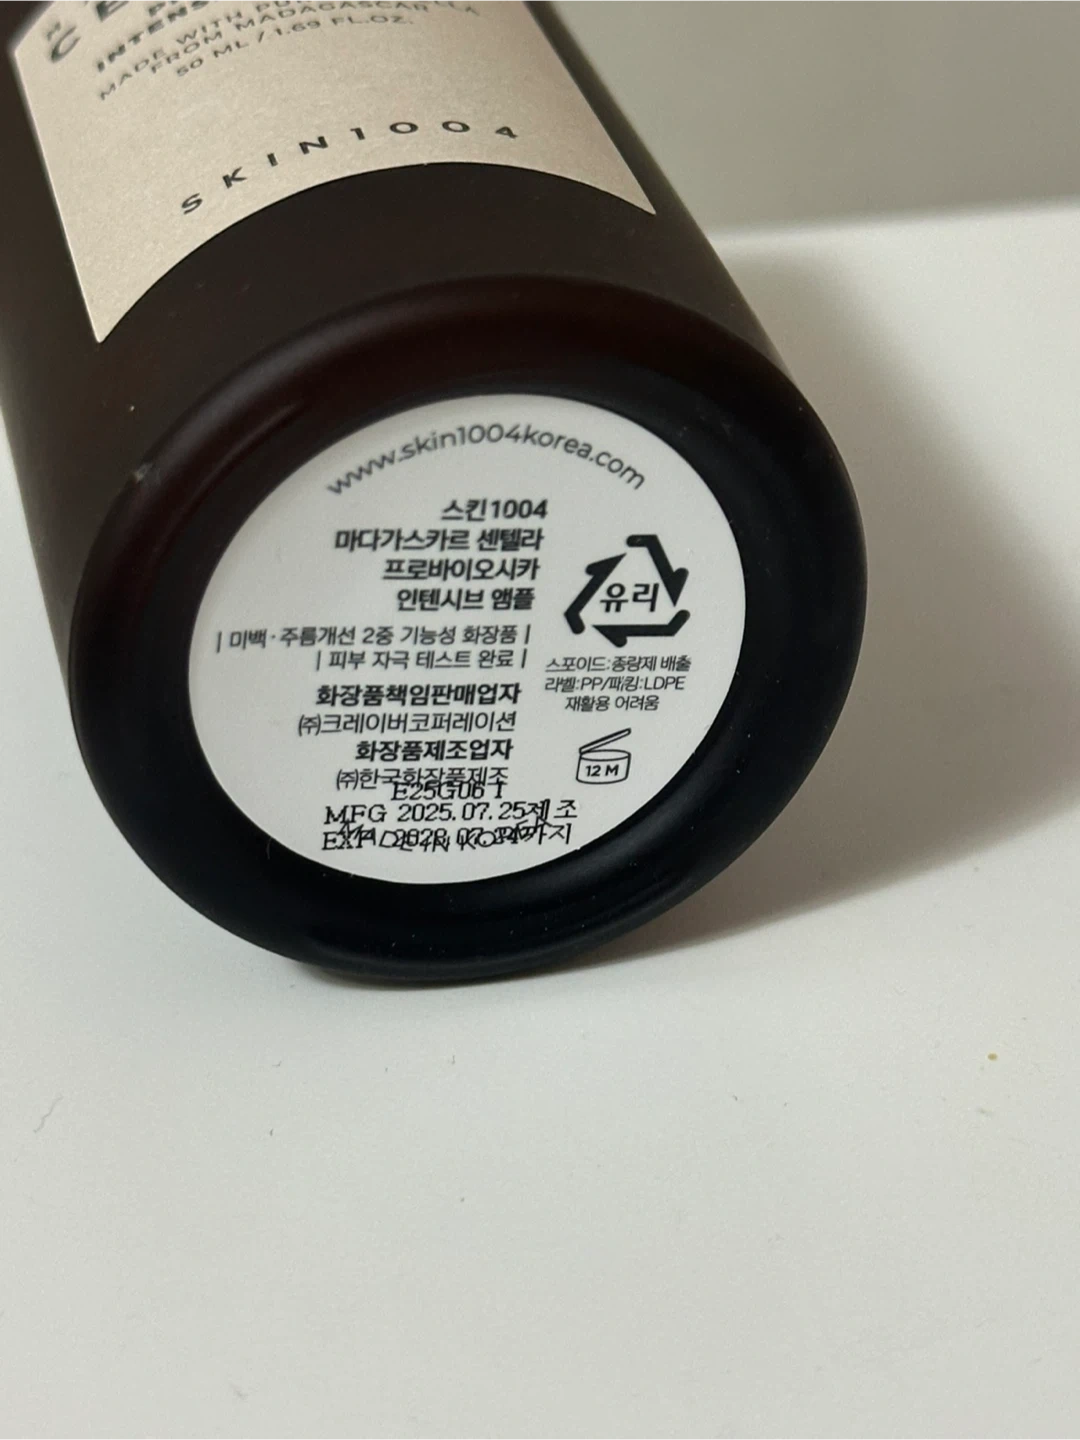 INTENS
MADE WITH PU
FROM MADAGASCAR
50 ML / 1.69 FL.OZ.
SKIN1004
www.skin1004korea.com
스킨1004
마다가스카르 센텔라
프로바이오시카
인텐시브 앰플
| 미백·주름개선 2중 기능성 화장품 |
| 피부 자극 테스트 완료 |
화장품책임판매업자
㈜크레이버코퍼레이션
화장품제조업자
㈜한국화장품제조
E25G06 1
MFG 2025.07.25제조
유리
스포이드:종량제 배출
라벨:PP/패킹:LDPE
재활용 어려움
12 M